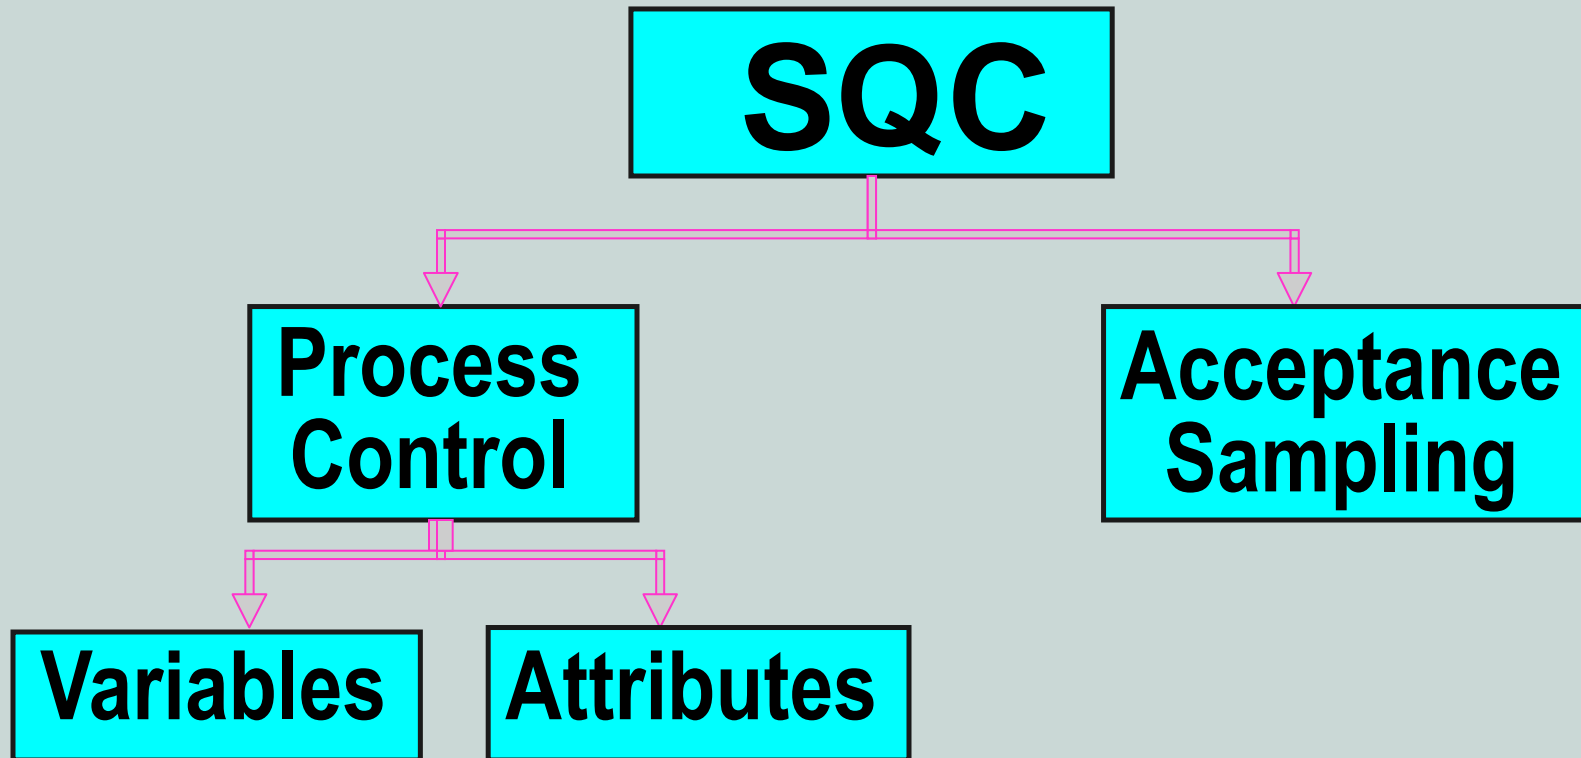 SQC
Process
Control
Acceptance
Sampling
Variables
Attributes